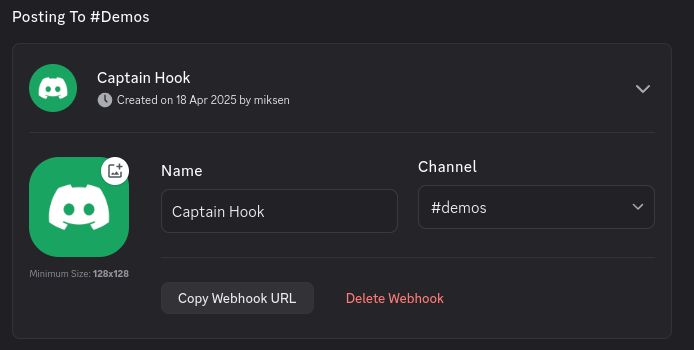 Posting To #Demos
Captain Hook
Created on 18 Apr 2025 by miksen
Name
Channel
Captain Hook
#demos
Minimum Size: 128x128
Copy Webhook URL
Delete Webhook